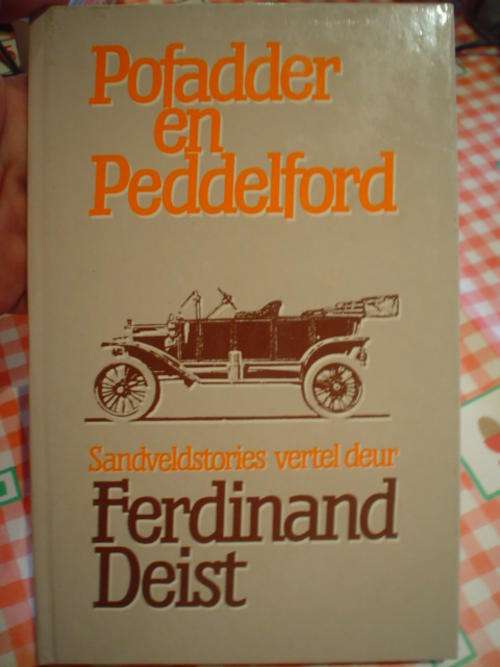 Pofadder
en
Peddelford
Sandveldstories vertel deur
Ferdinand
Deist